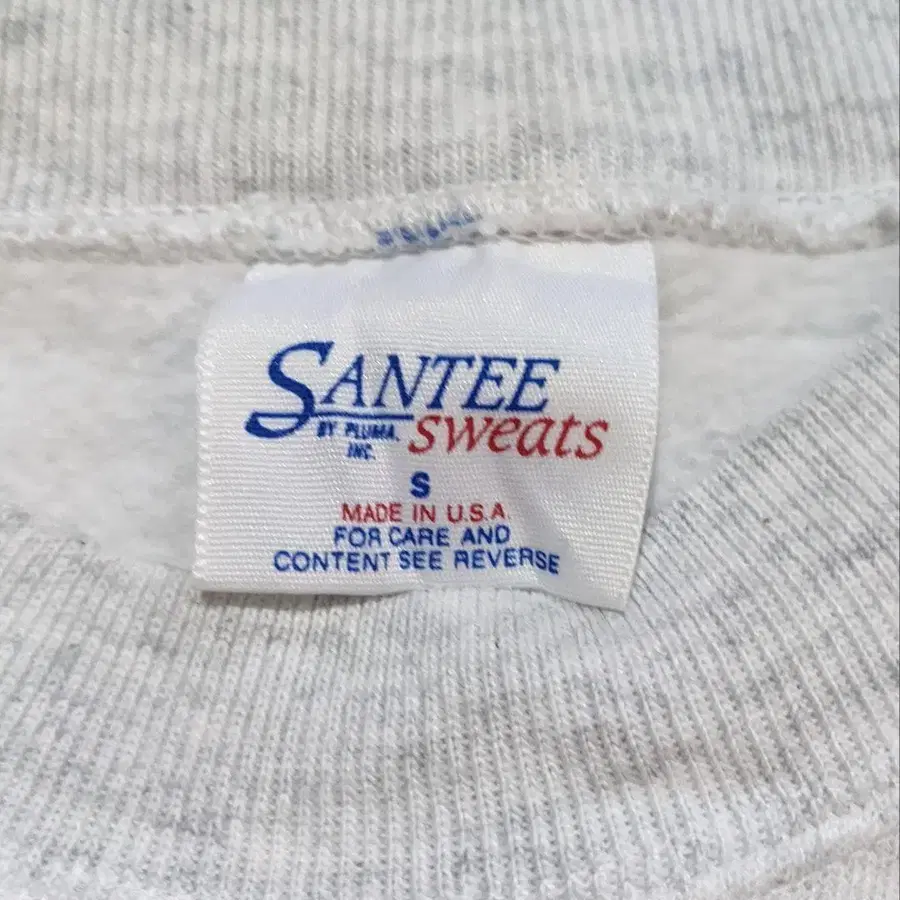 SANTEE
BY PLUMA, sweats
INC.
S
MADE IN U.S.A.
FOR CARE AND
CONTENT SEE REVERSE